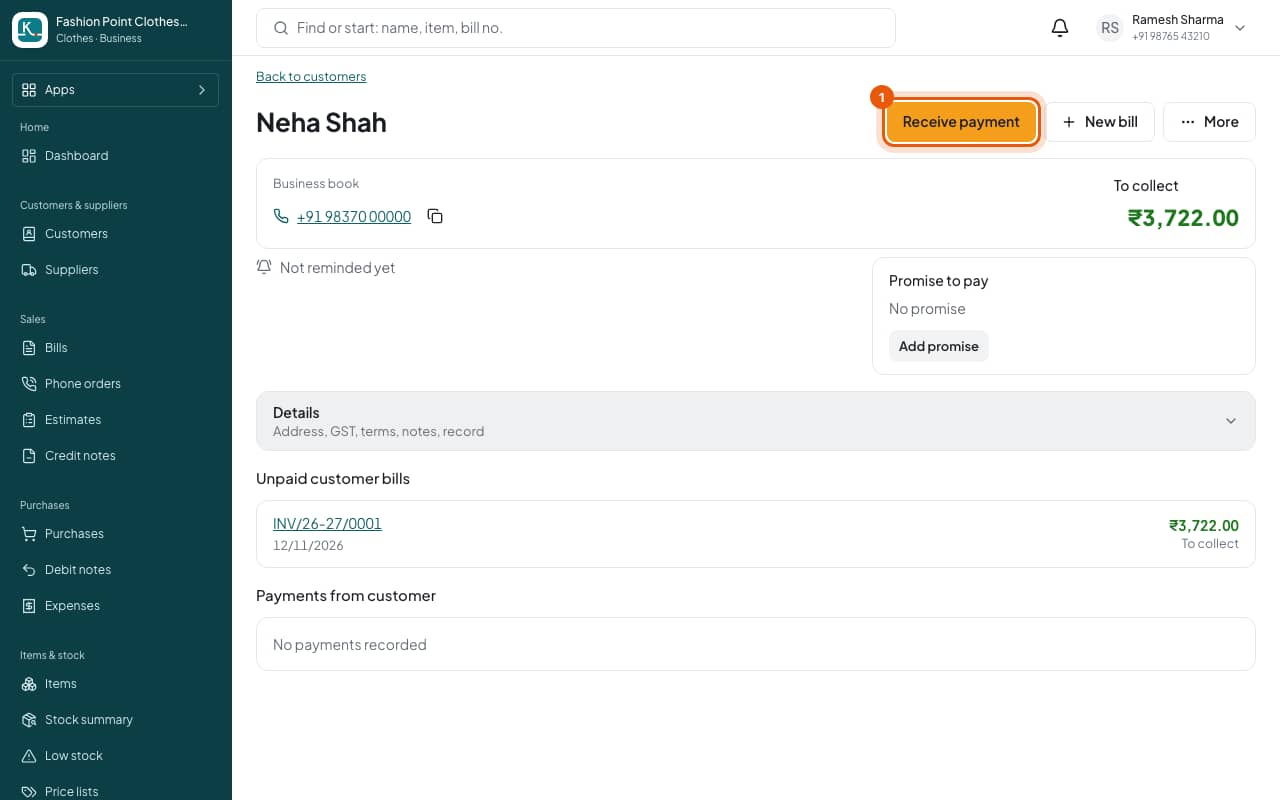 Fashion Point Clothes…
Clothes · Business
Find or start: name, item, bill no.
RS
Ramesh Sharma
+91 98765 43210
Apps
Home
Dashboard
Customers & suppliers
Customers
Suppliers
Sales
Bills
Phone orders
Estimates
Credit notes
Purchases
Purchases
Debit notes
Expenses
Items & stock
Items
Stock summary
Low stock
Price lists
Back to customers
Neha Shah
1
Receive payment
New bill
More
Business book
+91 98370 00000
To collect
₹3,722.00
Not reminded yet
Promise to pay
No promise
Add promise
Details
Address, GST, terms, notes, record
Unpaid customer bills
INV/26-27/0001
12/11/2026
₹3,722.00
To collect
Payments from customer
No payments recorded